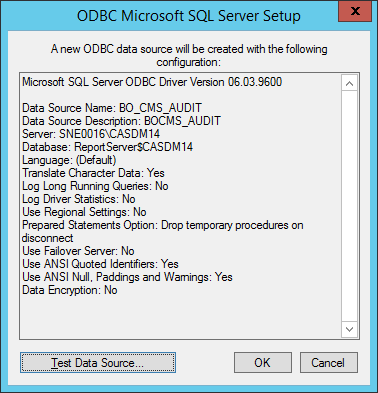 ODBC Microsoft SQL Server Setup
x
A new ODBC data source will be created with the following
configuration:
Microsoft SQL Server ODBC Driver Version 06.03.9600
Data Source Name: BO_CMS_AUDIT
Data Source Description: BOCMS_AUDIT
Server: SNE0016\CASDM14
Database: ReportServer$CASDM14
Language: (Default)
Translate Character Data: Yes
Log Long Running Queries: No
Log Driver Statistics: No
Use Regional Settings: No
Prepared Statements Option: Drop temporary procedures on
disconnect
Use Failover Server: No
Use ANSI Quoted Identifiers: Yes
Use ANSI Null, Paddings and Warnings: Yes
Data Encryption: No
Test Data Source...
OK
Cancel